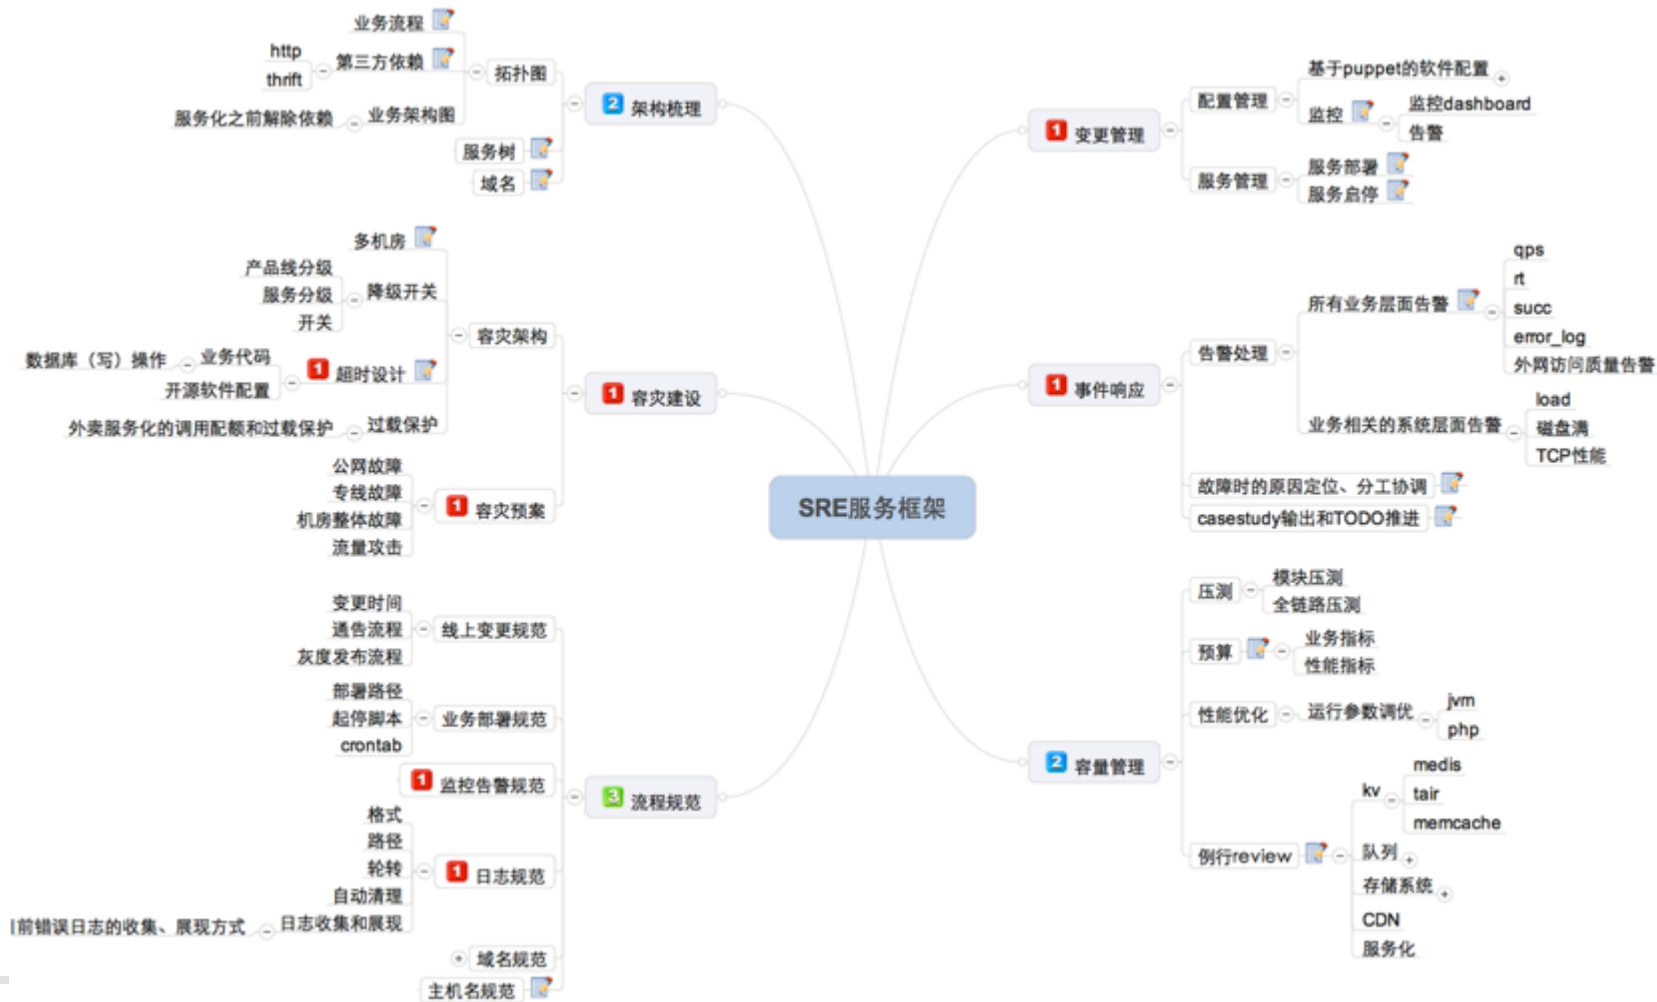 SRE服务框架
2 架构梳理
拓扑图
业务流程
第三方依赖
http
thrift
业务架构图
服务化之前解除依赖
服务树
域名
1 容灾建设
容灾架构
多机房
降级开关
产品线分级
服务分级
开关
1 超时设计
业务代码
数据库（写）操作
开源软件配置
过载保护
外卖服务化的调用配额和过载保护
1 容灾预案
公网故障
专线故障
机房整体故障
流量攻击
3 流程规范
线上变更规范
变更时间
通告流程
灰度发布流程
业务部署规范
部署路径
起停脚本
crontab
1 监控告警规范
1 日志规范
格式
路径
轮转
自动清理
日志收集和展现
前错误日志的收集、展现方式
域名规范
主机名规范
1 变更管理
配置管理
基于puppet的软件配置
监控
监控dashboard
告警
服务管理
服务部署
服务启停
1 事件响应
告警处理
所有业务层面告警
qps
rt
succ
error_log
外网访问质量告警
业务相关的系统层面告警
load
磁盘满
TCP性能
故障时的原因定位、分工协调
casestudy输出和TODO推进
2 容量管理
压测
模块压测
全链路压测
预算
业务指标
性能指标
性能优化
运行参数调优
jvm
php
例行review
kv
medis
tair
memcache
队列
存储系统
CDN
服务化